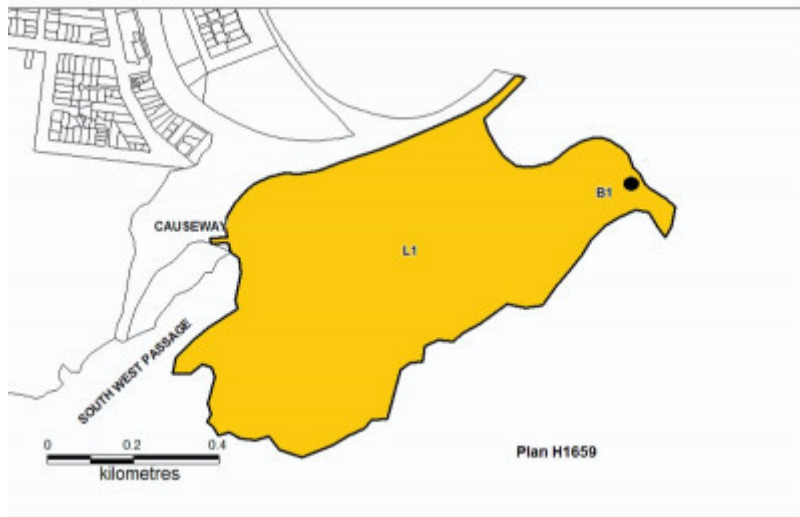 B1
CAUSEWAY
L1
SOUTH WEST PASSAGE
0 0.2 0.4
kilometres
Plan H1659